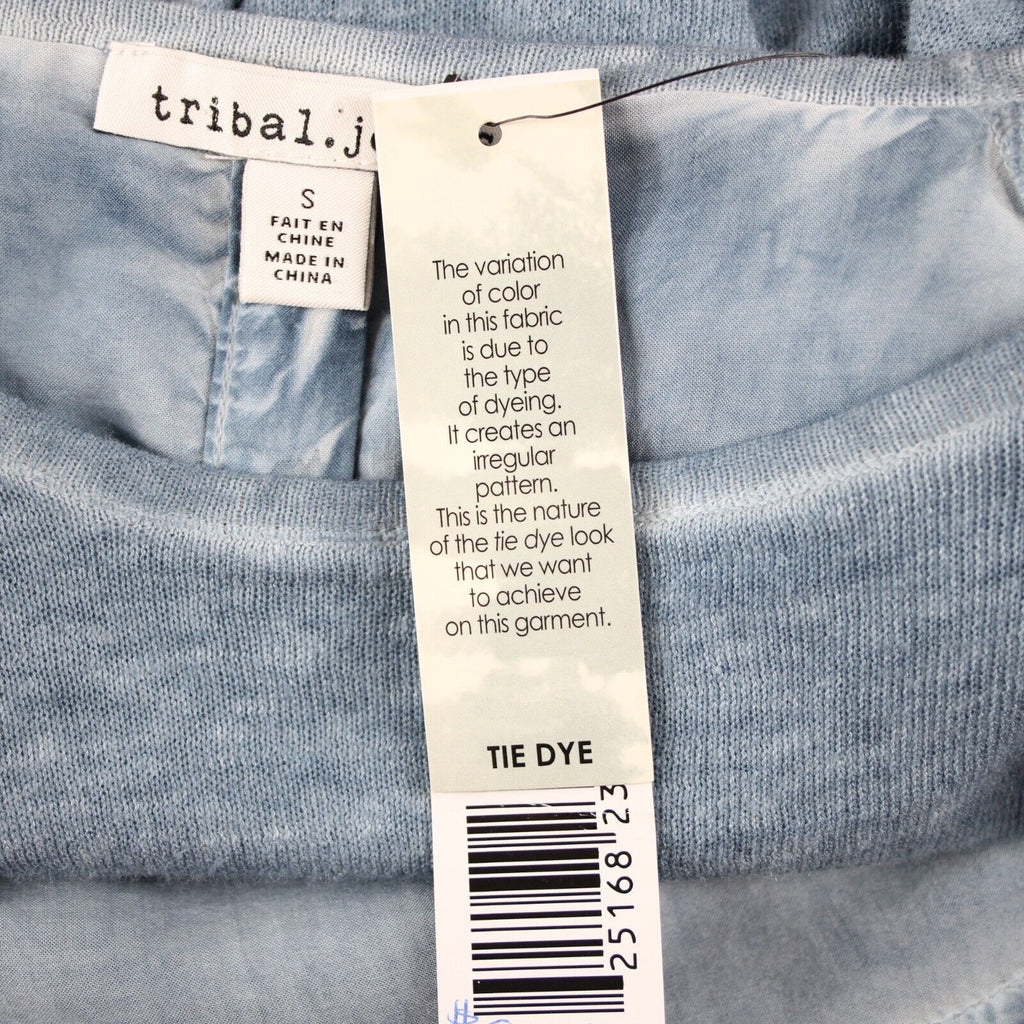 tribal.j
S
FAIT EN
CHINE
MADE IN
CHINA
The variation
of color
in this fabric
is due to
the type
of dyeing.
It creates an
irregular
pattern.
This is the nature
of the tie dye look
that we want
to achieve
on this garment.
TIE DYE
25168 23
$